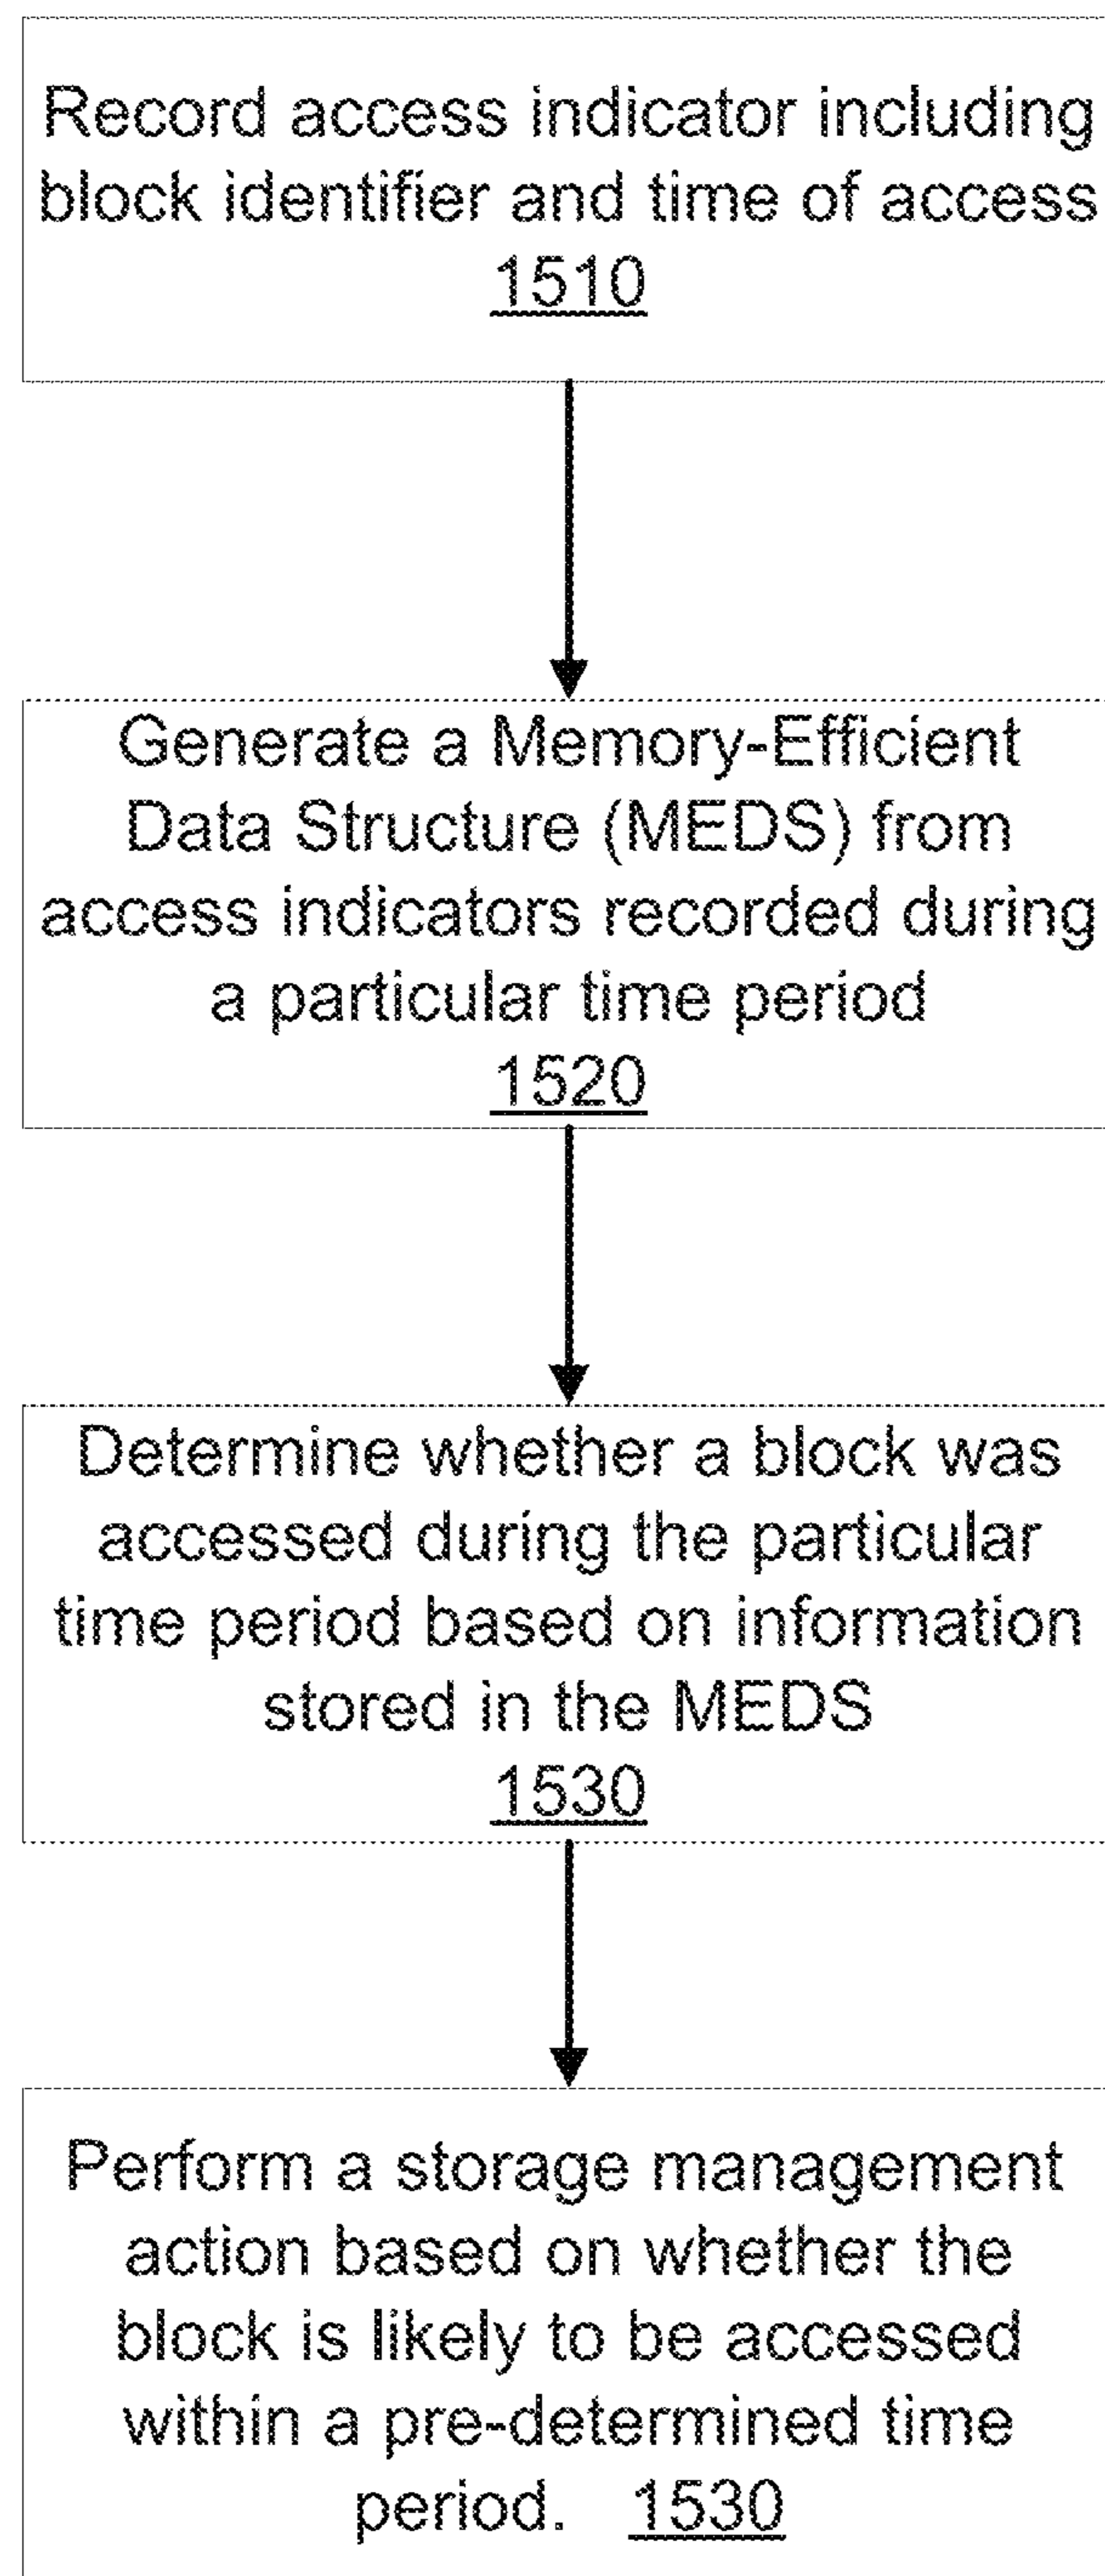 Record access indicator including
block identifier and time of access
1510
Generate a Memory-Efficient
Data Structure (MEDS) from
access indicators recorded during
a particular time period
1520
Determine whether a block was
accessed during the particular
time period based on information
stored in the MEDS
1530
Perform a storage management
action based on whether the
block is likely to be accessed
within a pre-determined time
period. 1530